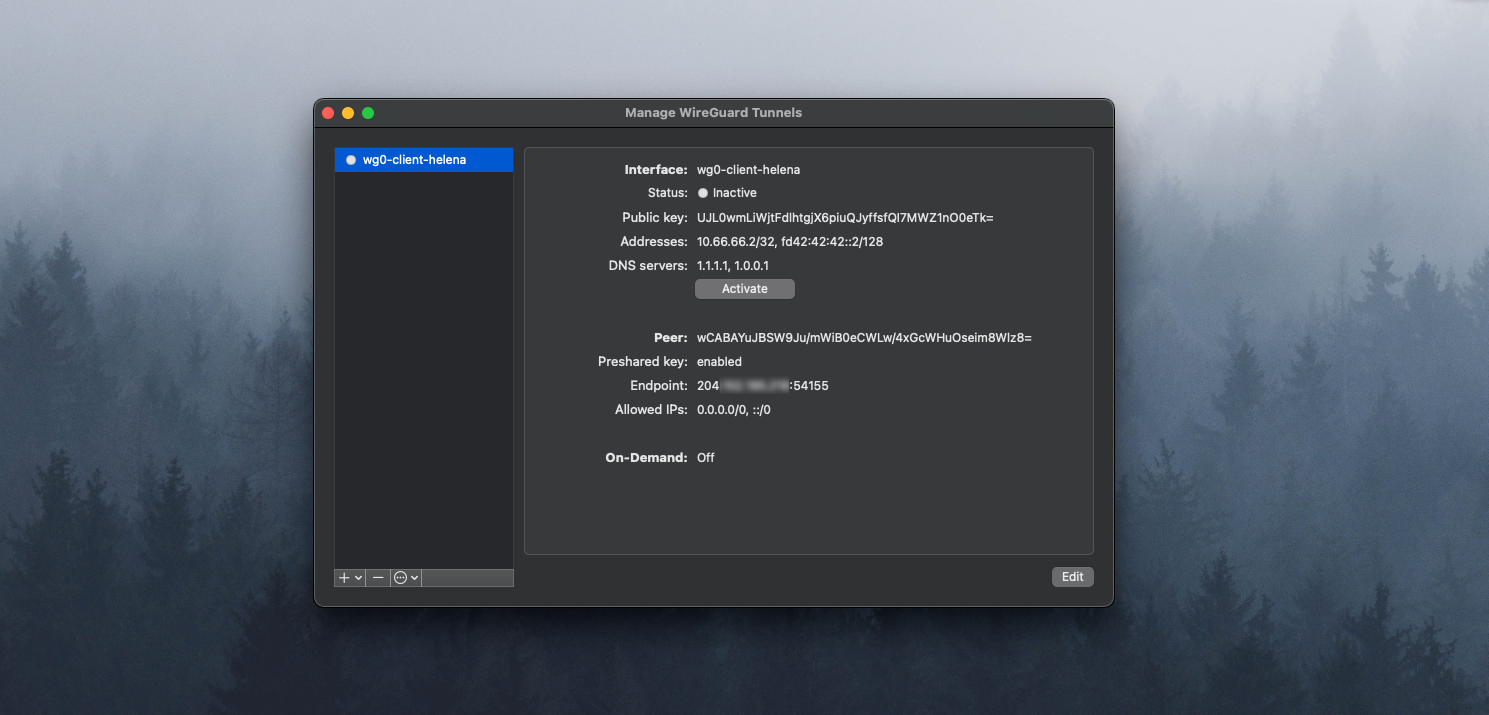 Manage WireGuard Tunnels
wg0-client-helena
Interface: wg0-client-helena
Status: Inactive
Public key: UJL0wmLiWjtFdlhtgjX6piuQJyffsfQl7MWZ1nO0eTk=
Addresses: 10.66.66.2/32, fd42:42:42::2/128
DNS servers: 1.1.1.1, 1.0.0.1
Activate
Peer: wCABAYuJBSW9Ju/mWiB0eCWLw/4xGcWHuOseim8WIz8=
Preshared key: enabled
Endpoint: 204 :54155
Allowed IPs: 0.0.0.0/0, ::/0
On-Demand: Off
Edit